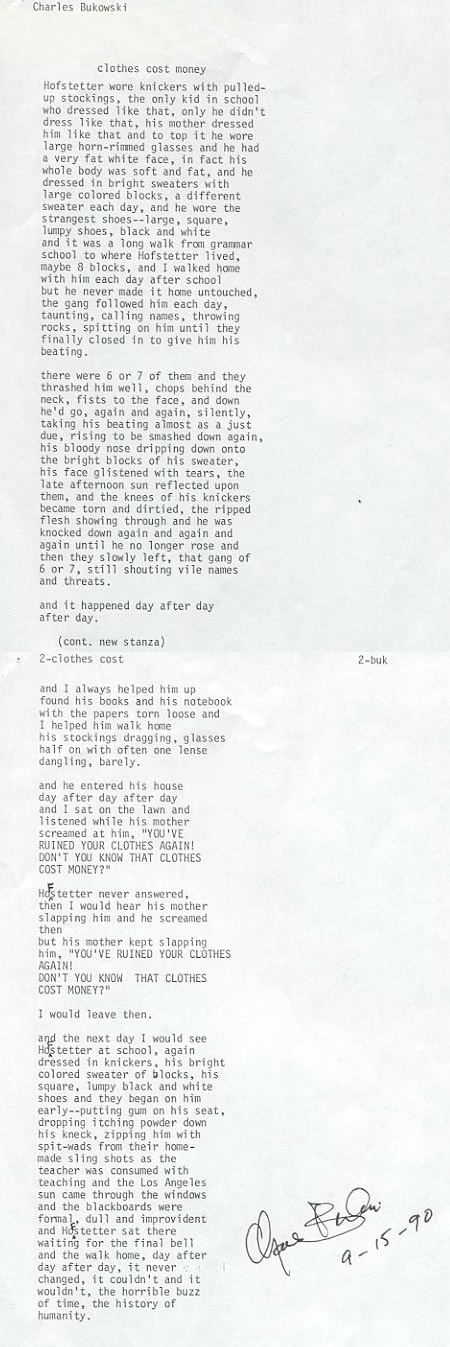 Charles Bukowski
clothes cost money
Hofstetter wore knickers with pulled-
up stockings, the only kid in school
who dressed like that, only he didn't
dress like that, his mother dressed
him like that and to top it he wore
large horn-rimmed glasses and he had
a very fat white face, in fact his
whole body was soft and fat, and he
dressed in bright sweaters with
large colored blocks, a different
sweater each day, and he wore the
strangest shoes--large, square,
lumpy shoes, black and white
and it was a long walk from grammar
school to where Hofstetter lived,
maybe 8 blocks, and I walked home
with him each day after school
but he never made it home untouched,
the gang followed him each day,
taunting, calling names, throwing
rocks, spitting on him until they
finally closed in to give him his
beating.
there were 6 or 7 of them and they
thrashed him well, chops behind the
neck, fists to the face, and down
he'd go, again and again, silently,
taking his beating almost as a just
due, rising to be smashed down again,
his bloody nose dripping down onto
the bright blocks of his sweater,
his face glistened with tears, the
late afternoon sun reflected upon
them, and the knees of his knickers
became torn and dirtied, the ripped
flesh showing through and he was
knocked down again and again and
again until he no longer rose and
then they slowly left, that gang of
6 or 7, still shouting vile names
and threats.
and it happened day after day
after day.
(cont. new stanza)
2-clothes cost 2-buk
and I always helped him up
found his books and his notebook
with the papers torn loose and
I helped him walk home
his stockings dragging, glasses
half on with often one lense
dangling, barely.
and he entered his house
day after day after day
and I sat on the lawn and
listened while his mother
screamed at him, "YOU'VE
RUINED YOUR CLOTHES AGAIN!
DON'T YOU KNOW THAT CLOTHES
COST MONEY?"
Hofstetter never answered,
then I would hear his mother
slapping him and he screamed
then
but his mother kept slapping
him, "YOU'VE RUINED YOUR CLOTHES
AGAIN!
DON'T YOU KNOW THAT CLOTHES
COST MONEY?"
I would leave then.
and the next day I would see
Hofstetter at school, again
dressed in knickers, his bright
colored sweater of blocks, his
square, lumpy black and white
shoes and they began on him
early--putting gum on his seat,
dropping itching powder down
his kneck, zipping him with
spit-wads from their home-
made sling shots as the
teacher was consumed with
teaching and the Los Angeles
sun came through the windows
and the blackboards were
formal, dull and improvident
and Hofstetter sat there
waiting for the final bell
and the walk home, day after
day after day, it never
changed, it couldn't and it
wouldn't, the horrible buzz
of time, the history of
humanity.
9-15-90